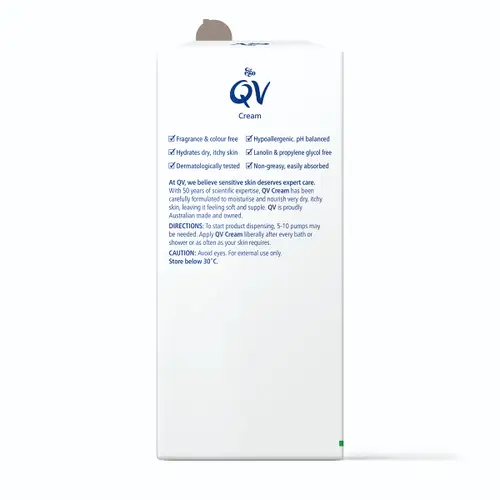 Ego
QV
Cream
Fragrance & colour free
Hypoallergenic. pH balanced
Hydrates dry, itchy skin
Lanolin & propylene glycol free
Dermatologically tested
Non-greasy, easily absorbed
At QV, we believe sensitive skin deserves expert care.
With 50 years of scientific expertise, QV Cream has been
carefully formulated to moisturise and nourish very dry, itchy
skin, leaving it feeling soft and supple. QV is proudly
Australian made and owned.
DIRECTIONS: To start product dispensing, 5-10 pumps may
be needed. Apply QV Cream liberally after every bath or
shower or as often as your skin requires.
CAUTION: Avoid eyes. For external use only.
Store below 30˚C.